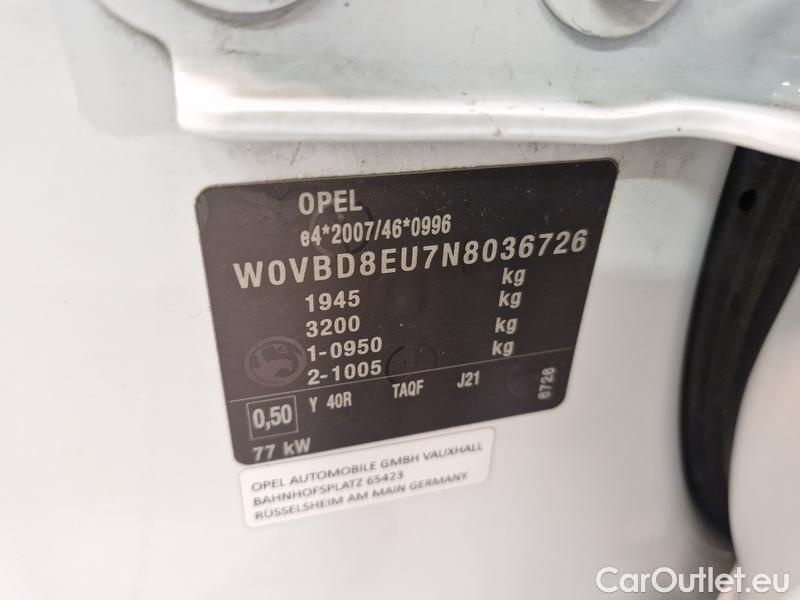 OPEL
e4*2007/46*0996
W0VBD8EU7N8036726
1945 kg
3200 kg
1-0950 kg
2-1005 kg
0,50 Y 40R TAQF J21 6728
77 kW
OPEL AUTOMOBILE GMBH VAUXHALL
BAHNHOFSPLATZ 65423
RÜSSELSHEIM AM MAIN GERMANY
CarOutlet.eu